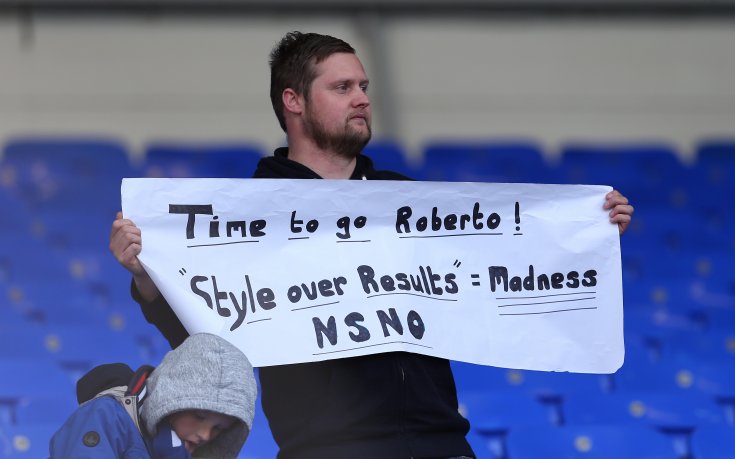 Time to go Roberto!
"Style over Results" = Madness
NSNO